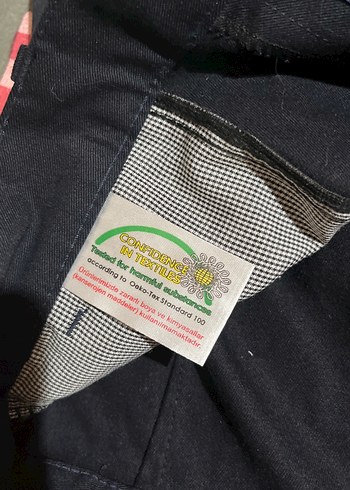 CONFIDENCE
IN TEXTILES
Tested for harmful substances
according to Oeko-Tex Standard 100
Ürünlerimizde zararlı boya ve kimyasallar
(kanserojen maddeler) kullanılmamaktadır.